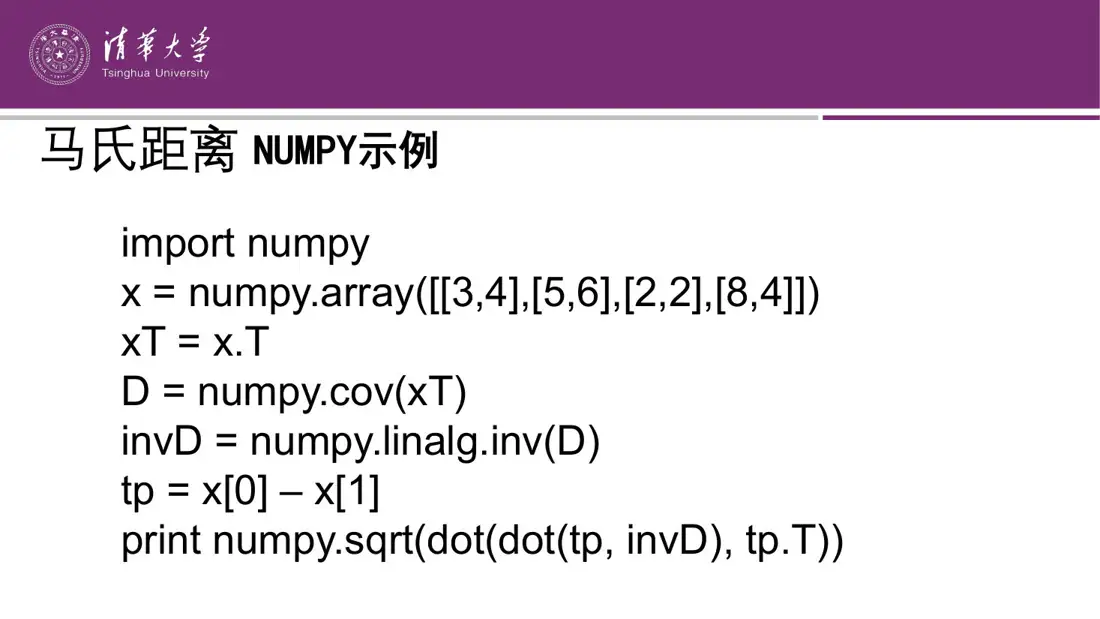 清华大学
Tsinghua University
马氏距离 NUMPY示例
import numpy
x = numpy.array([[3,4],[5,6],[2,2],[8,4]])
xT = x.T
D = numpy.cov(xT)
invD = numpy.linalg.inv(D)
tp = x[0] – x[1]
print numpy.sqrt(dot(dot(tp, invD), tp.T))